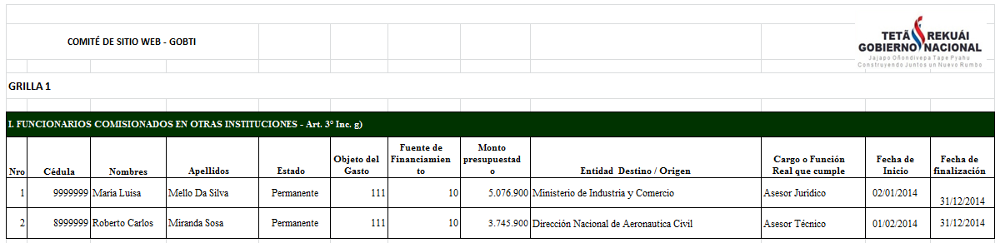 COMITÉ DE SITIO WEB - GOBTI
TETÃ REKUÁI
GOBIERNO NACIONAL
Jajapo Oñondivepa Tape Pyahu
Construyendo Juntos un Nuevo Rumbo
GRILLA 1
I. FUNCIONARIOS COMISIONADOS EN OTRAS INSTITUCIONES - Art. 3° Inc. g)
Nro Cédula Nombres Apellidos Estado Objeto del Gasto Fuente de Financiamien to Monto presupuestad o Entidad Destino / Origen Cargo o Función Real que cumple Fecha de Inicio Fecha de finalización
1 9999999 Maria Luisa Mello Da Silva Permanente 111 10 5.076.900 Ministerio de Industria y Comercio Asesor Juridico 02/01/2014 31/12/2014
2 8999999 Roberto Carlos Miranda Sosa Permanente 111 10 3.745.900 Dirección Nacional de Aeronautica Civil Asesor Técnico 01/02/2014 31/12/2014